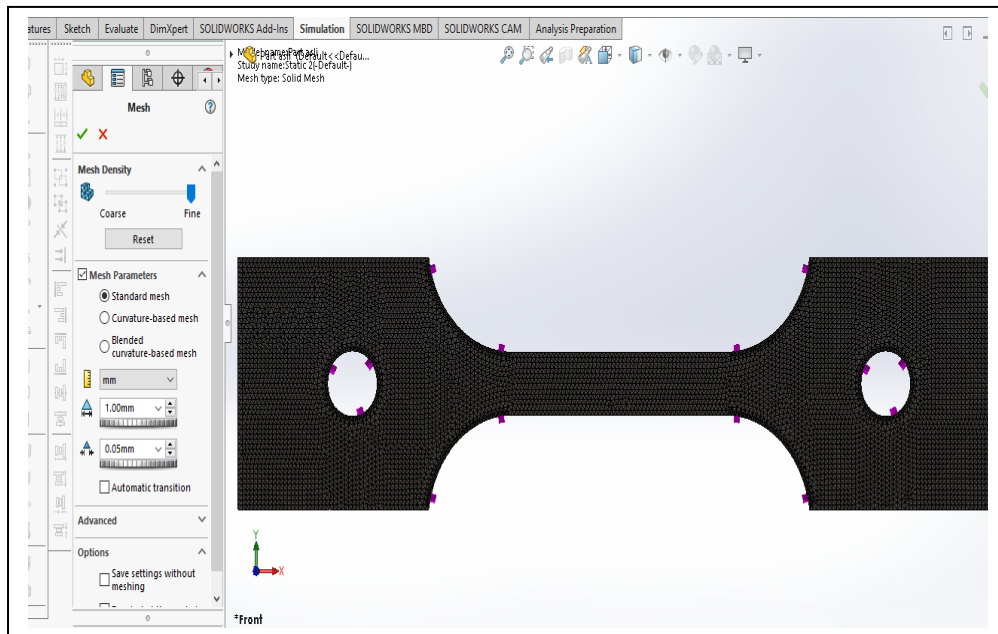 atures Sketch Evaluate DimXpert SOLIDWORKS Add-Ins Simulation SOLIDWORKS MBD SOLIDWORKS CAM Analysis Preparation
Study name:Static 2(-Default-)
Mesh type: Solid Mesh
Mesh
Mesh Density
Coarse Fine
Reset
Mesh Parameters
Standard mesh
Curvature-based mesh
Blended
curvature-based mesh
mm
1.00mm
0.05mm
Automatic transition
Advanced
Options
Save settings without
meshing
Y
X
*Front